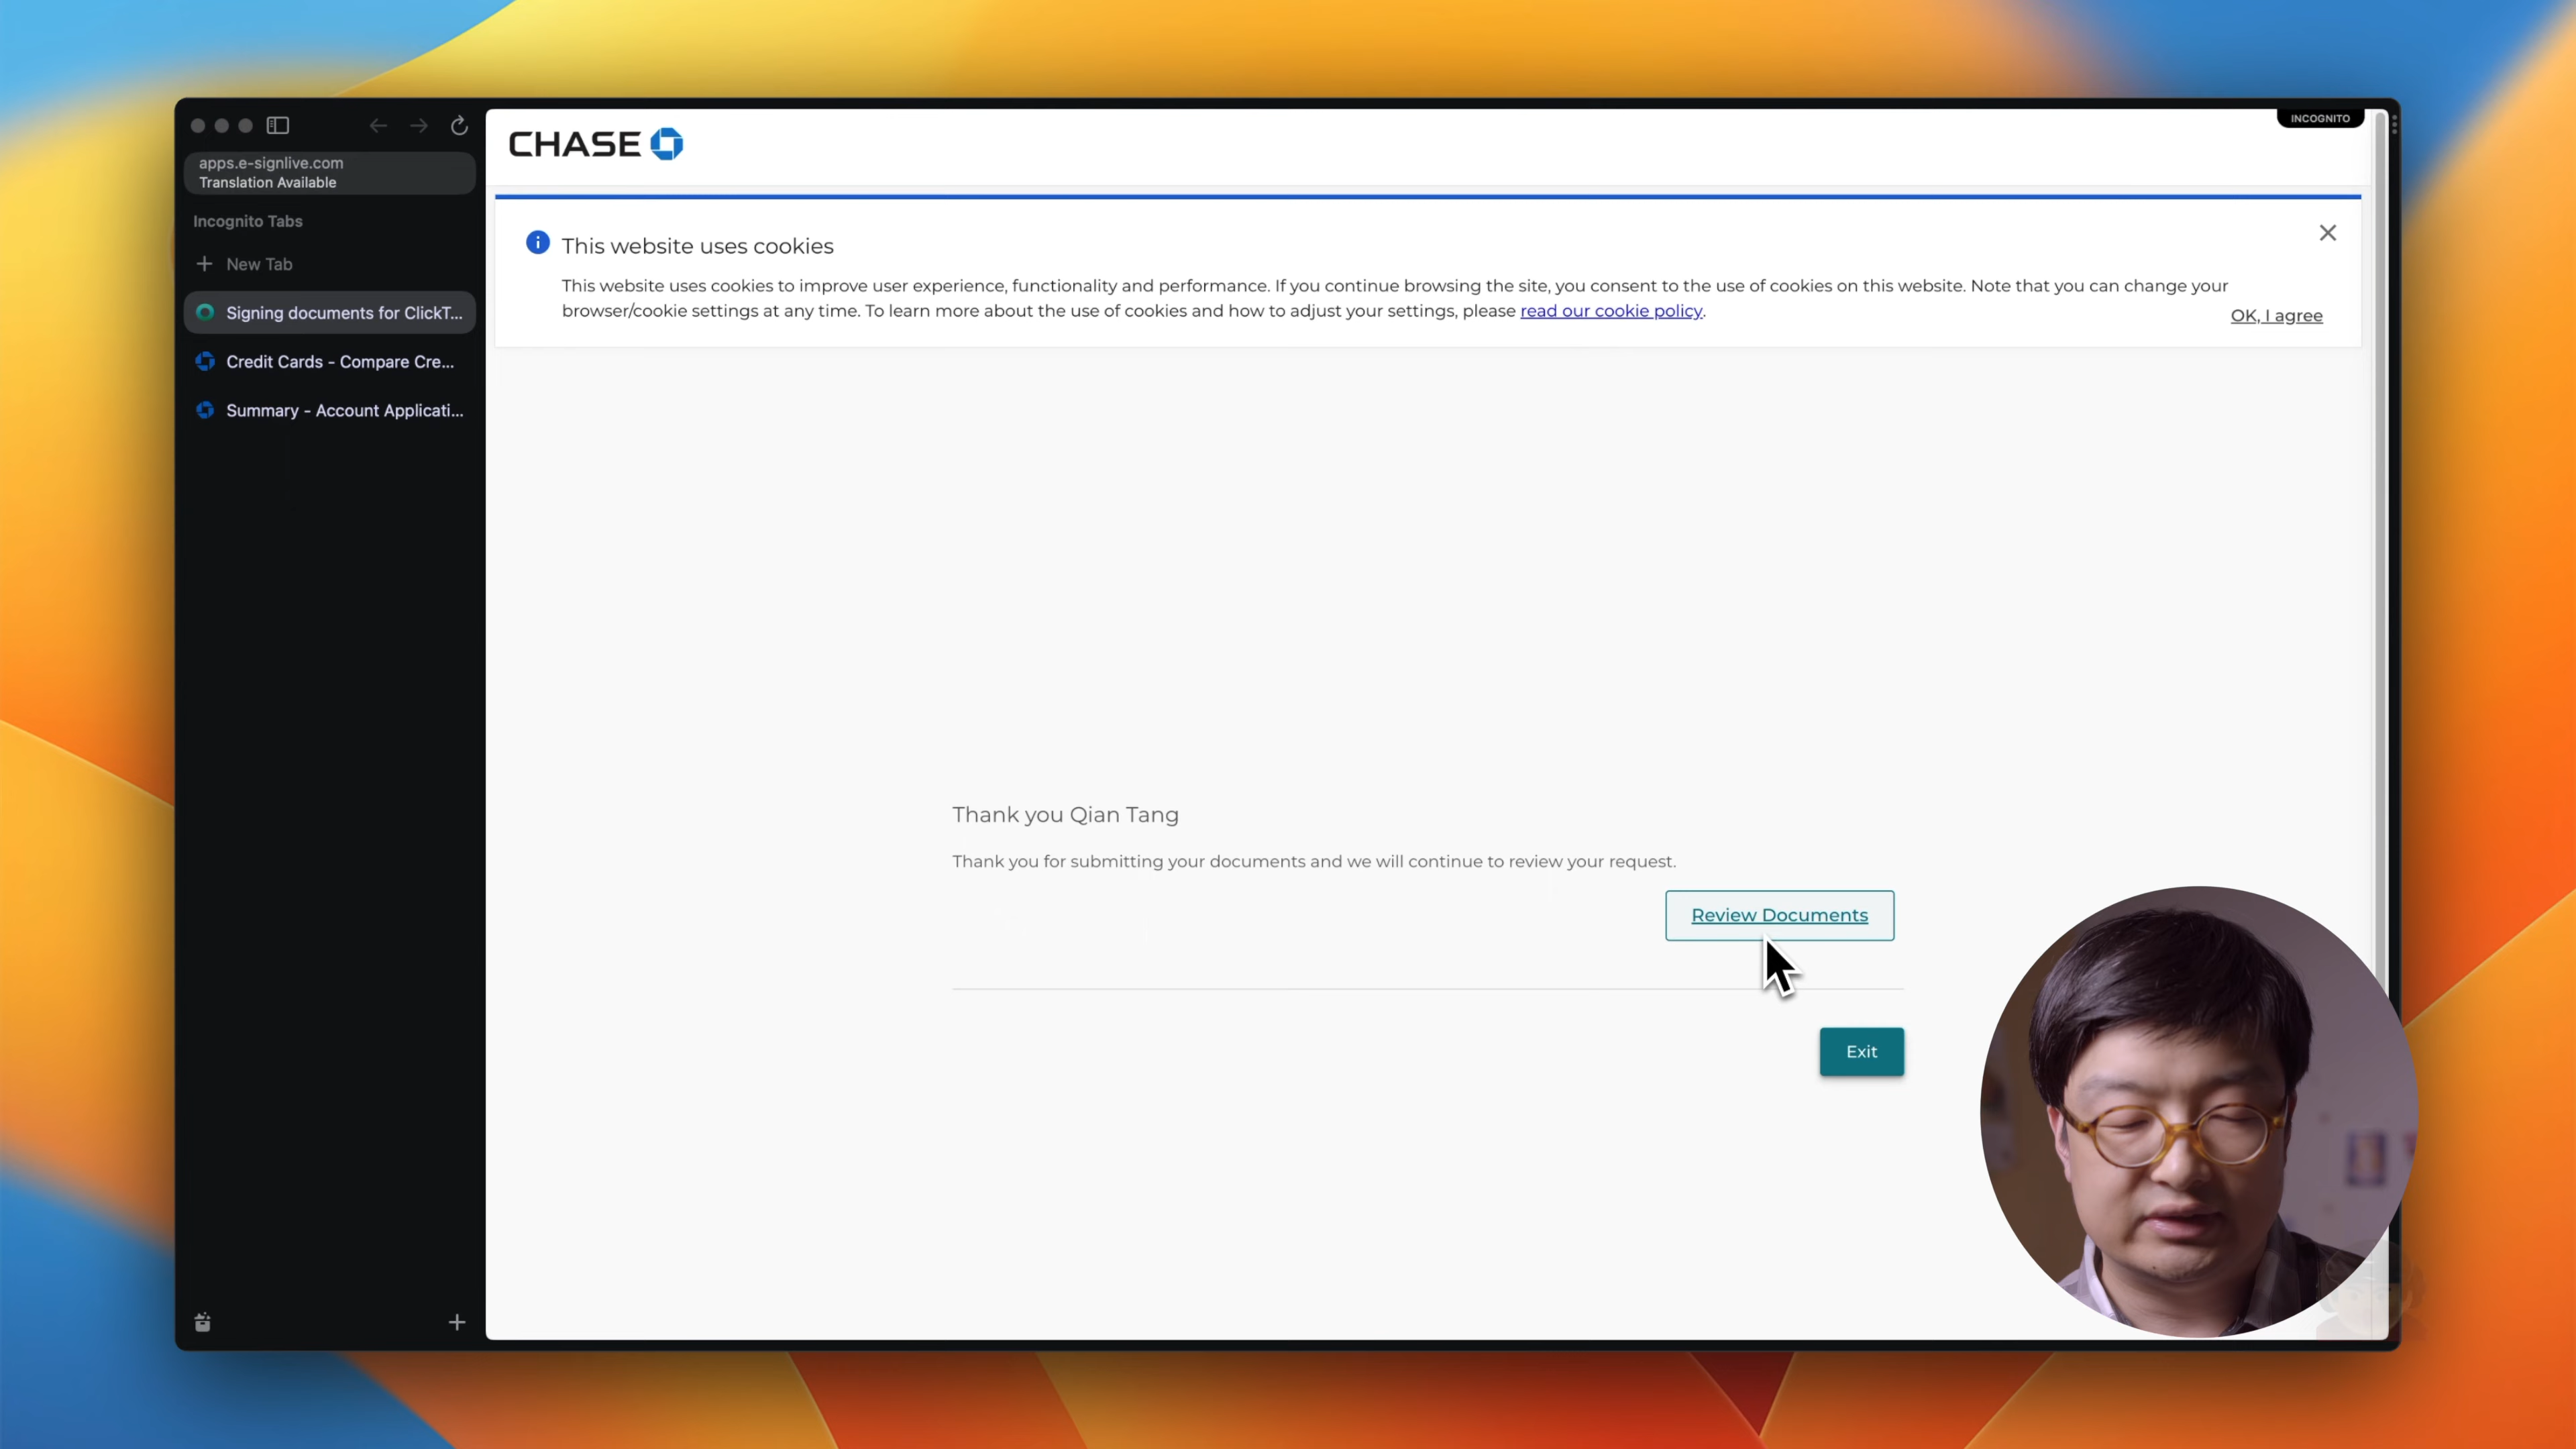 CHASE
INCOGNITO
apps.e-signlive.com
Translation Available
Incognito Tabs
New Tab
Signing documents for ClickT...
Credit Cards - Compare Cre...
Summary - Account Applicati...
This website uses cookies
This website uses cookies to improve user experience, functionality and performance. If you continue browsing the site, you consent to the use of cookies on this website. Note that you can change your
browser/cookie settings at any time. To learn more about the use of cookies and how to adjust your settings, please read our cookie policy.
OK, I agree
Thank you Qian Tang
Thank you for submitting your documents and we will continue to review your request.
Review Documents
Exit